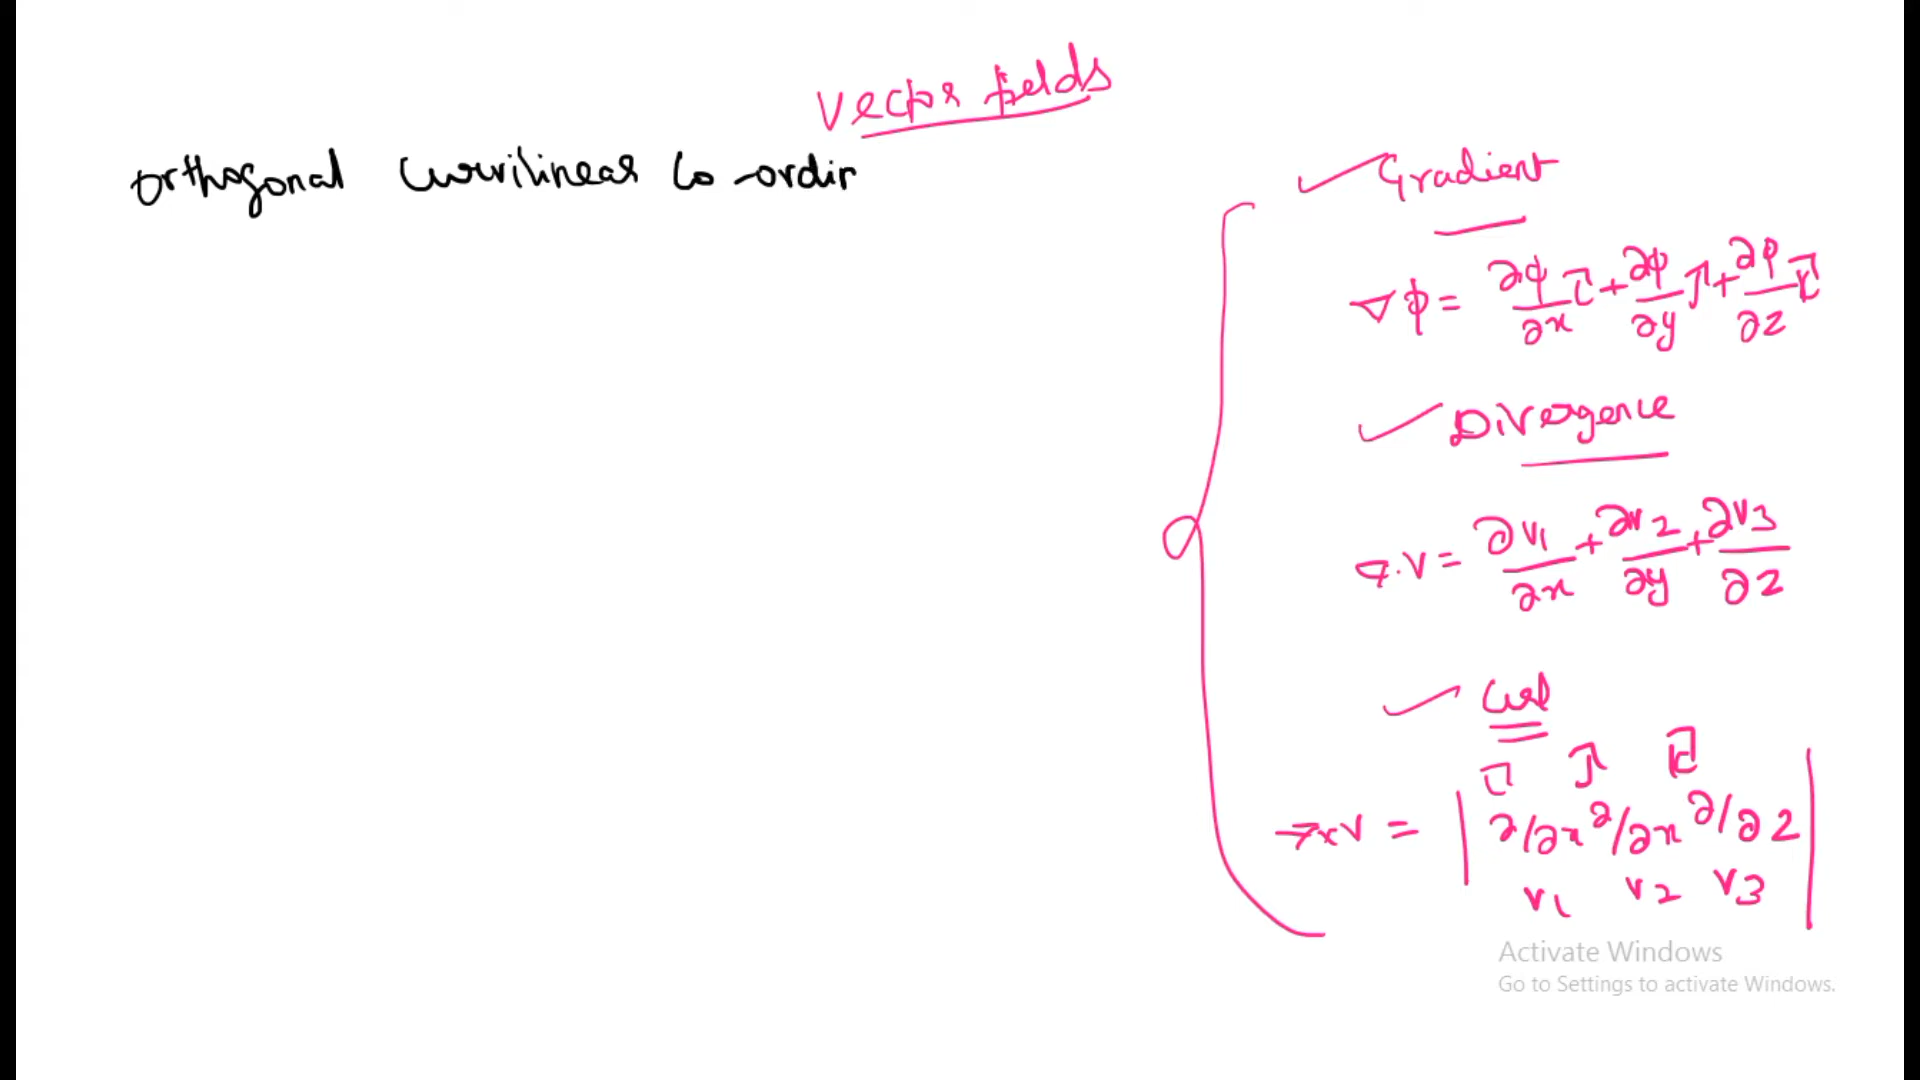 Vector fields
orthogonal curvilinear co-ordin
Gradient
∇φ = ∂φ/∂x i + ∂φ/∂y j + ∂φ/∂z k
Divergence
∇.V = ∂v1/∂x + ∂v2/∂y + ∂v3/∂z
Curl
i j k
∇×V = | ∂/∂x ∂/∂x ∂/∂z |
v1 v2 v3
Activate Windows
Go to Settings to activate Windows.